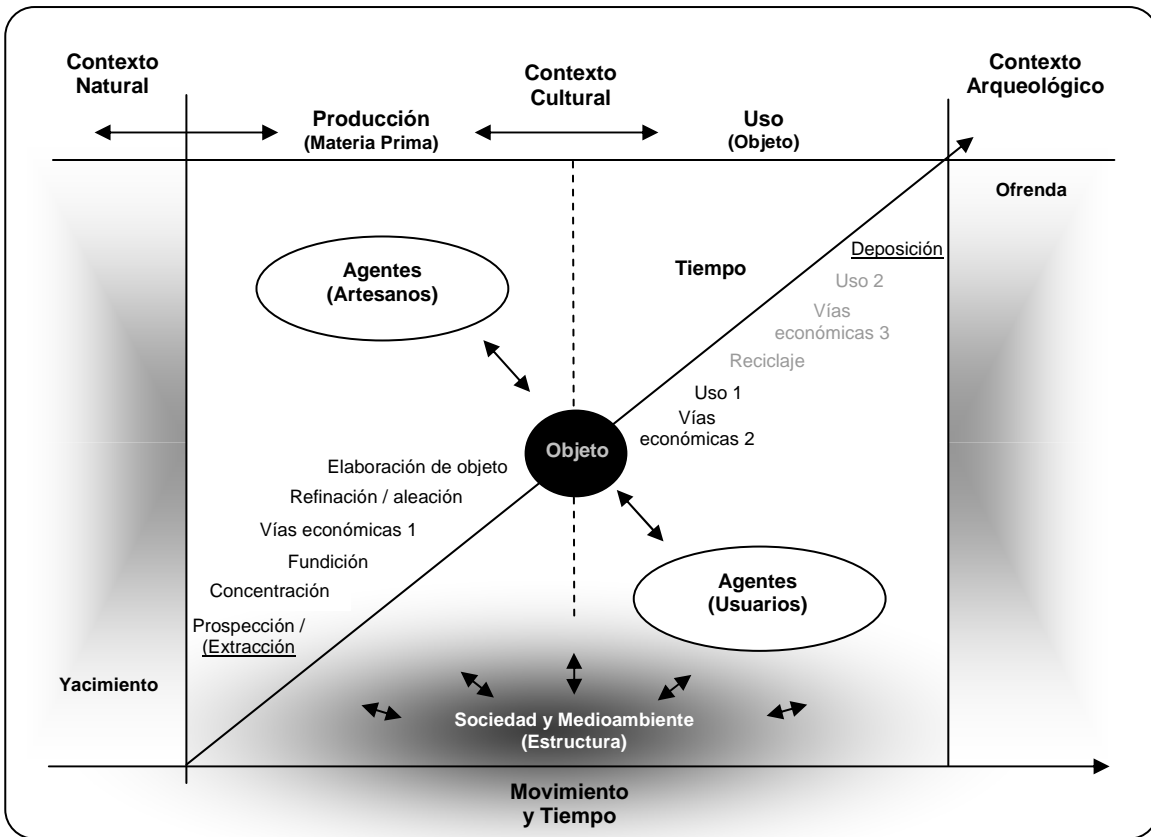 Contexto
Natural
Contexto
Cultural
Contexto
Arqueológico
Producción
(Materia Prima)
Uso
(Objeto)
Ofrenda
Agentes
(Artesanos)
Tiempo
Deposición
Uso 2
Vías
económicas 3
Reciclaje
Uso 1
Vías
económicas 2
Objeto
Elaboración de objeto
Refinación / aleación
Vías económicas 1
Fundición
Concentración
Prospección /
(Extracción
Agentes
(Usuarios)
Yacimiento
Sociedad y Medioambiente
(Estructura)
Movimiento
y Tiempo